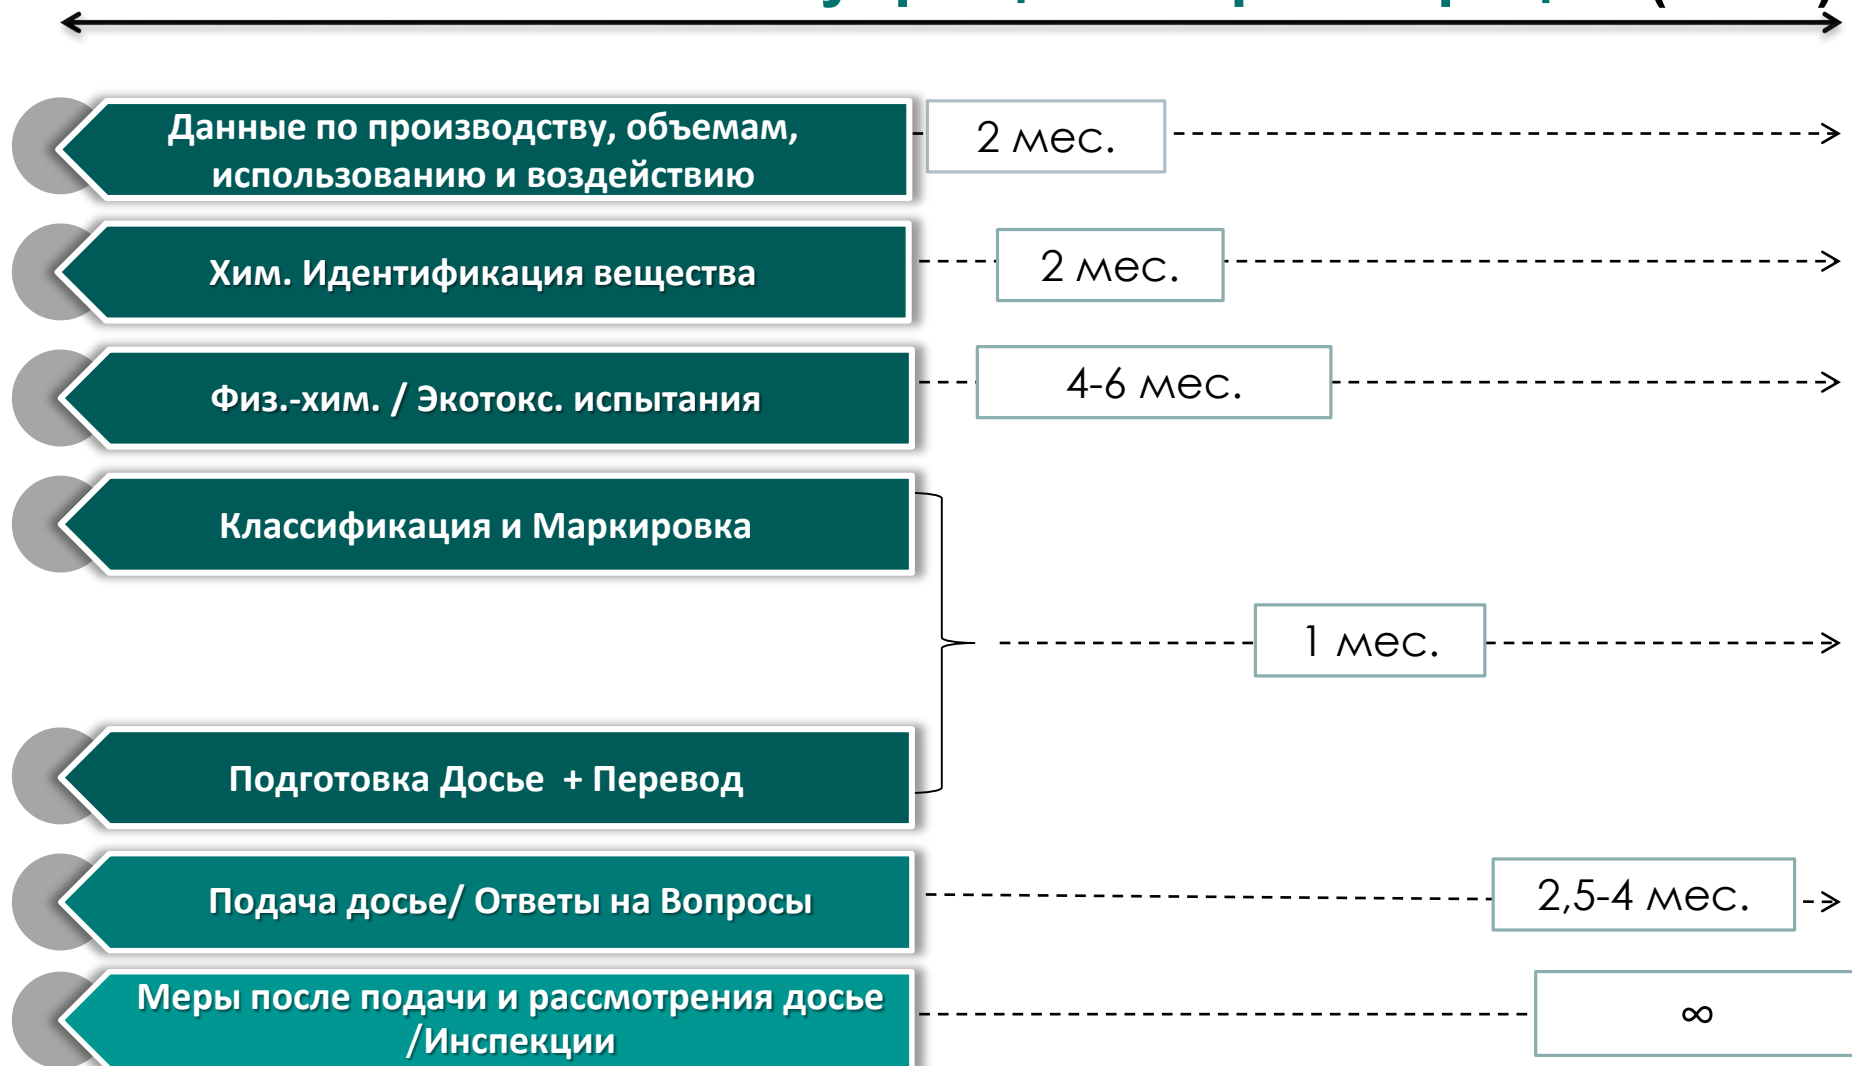 Данные по производству, объемам,
использованию и воздействию
2 мес.
Хим. Идентификация вещества
2 мес.
Физ.-хим. / Экотокс. испытания
4-6 мес.
Классификация и Маркировка
1 мес.
Подготовка Досье + Перевод
Подача досье/ Ответы на Вопросы
2,5-4 мес.
Меры после подачи и рассмотрения досье
/Инспекции
∞